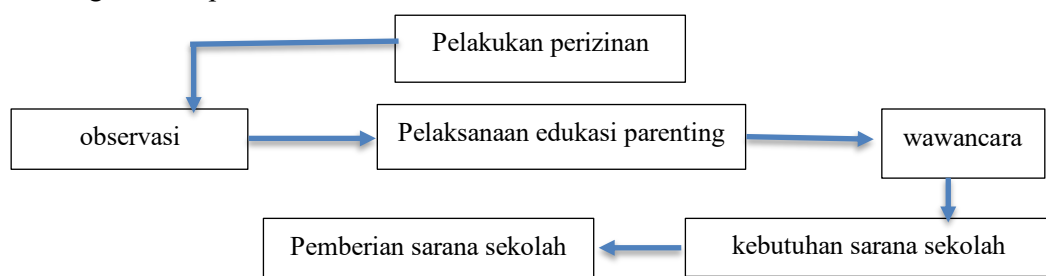 Pelakukan perizinan
observasi
Pelaksanaan edukasi parenting
wawancara
kebutuhan sarana sekolah
Pemberian sarana sekolah